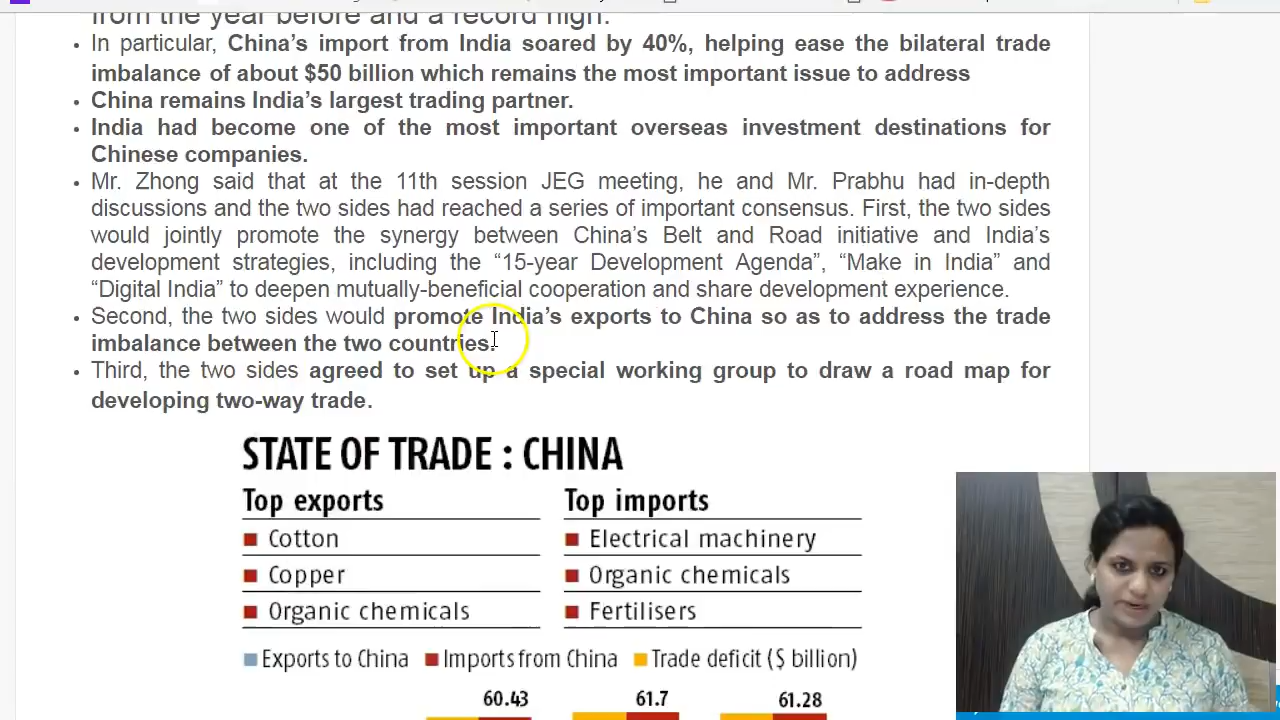 from the year before and a record high.
In particular, China’s import from India soared by 40%, helping ease the bilateral trade
imbalance of about $50 billion which remains the most important issue to address
China remains India’s largest trading partner.
India had become one of the most important overseas investment destinations for
Chinese companies.
Mr. Zhong said that at the 11th session JEG meeting, he and Mr. Prabhu had in-depth
discussions and the two sides had reached a series of important consensus. First, the two sides
would jointly promote the synergy between China’s Belt and Road initiative and India’s
development strategies, including the “15-year Development Agenda”, “Make in India” and
“Digital India” to deepen mutually-beneficial cooperation and share development experience.
Second, the two sides would promote India’s exports to China so as to address the trade
imbalance between the two countries.
Third, the two sides agreed to set up a special working group to draw a road map for
developing two-way trade.
STATE OF TRADE : CHINA
Top exports Top imports
Cotton Electrical machinery
Copper Organic chemicals
Organic chemicals Fertilisers
Exports to China Imports from China Trade deficit ($ billion)
60.43 61.7 61.28